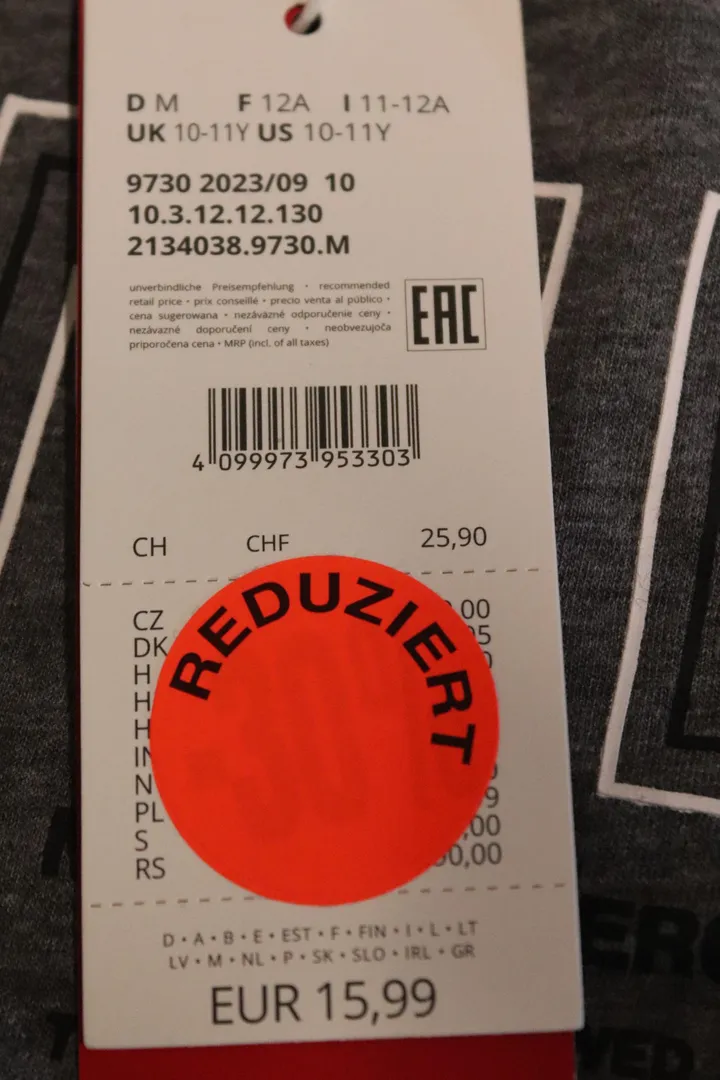 D M F 12A I 11-12A
UK 10-11Y US 10-11Y
9730 2023/09 10
10.3.12.12.130
2134038.9730.M
unverbindliche Preisempfehlung · recommended
retail price • prix conseillé • precio venta al público •
cena sugerowana • nezáväzné odporučenie ceny •
nezávazné doporučení ceny • neobvezujoča
priporočena cena • MRP (incl. of all taxes)
EAC
4 099973 953303
CH CHF 25,90
REDUZIERT
CZ
DK
H
PL
S
RS
D • A • B • E • EST • F • FIN • I • L • LT
LV • M • NL • P • SK • SLO • IRL • GR
EUR 15,99